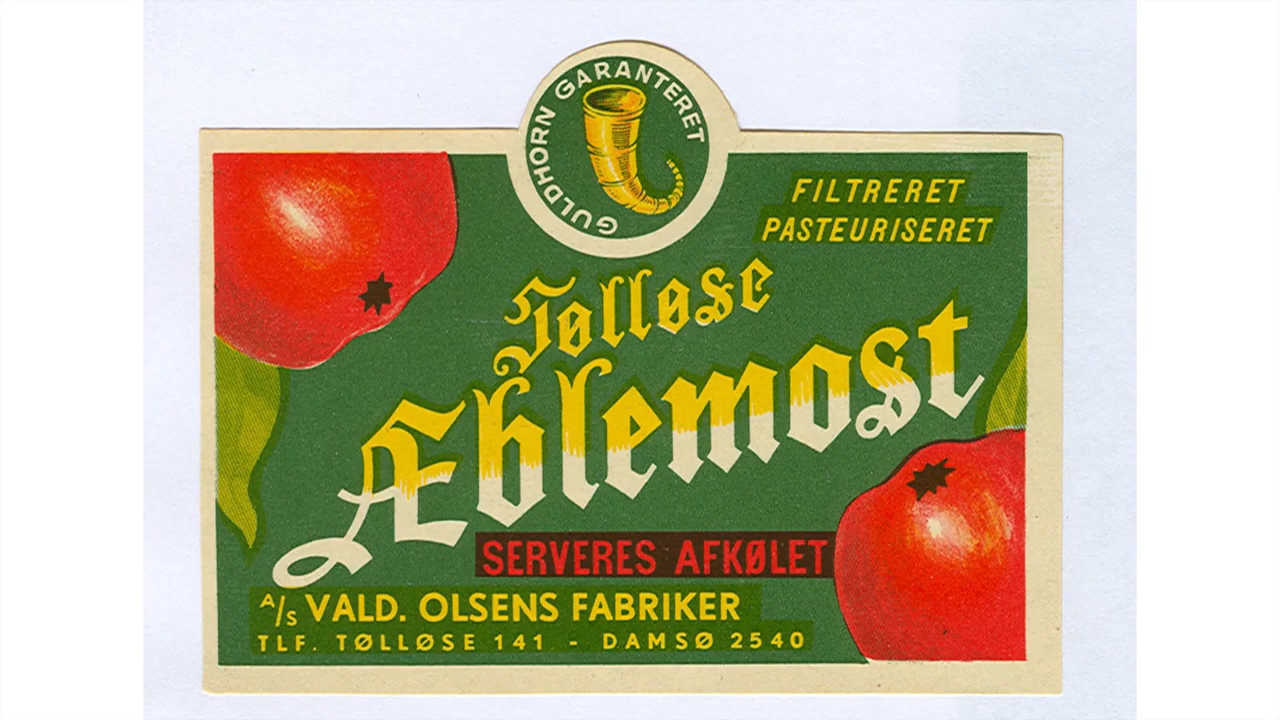 GULDHORN GARANTERET
FILTRERET
PASTEURISERET
Tølløse
Æblemost
SERVERES AFKØLET
A/S VALD. OLSENS FABRIKER
TLF. TØLLØSE 141 - DAMSØ 2540